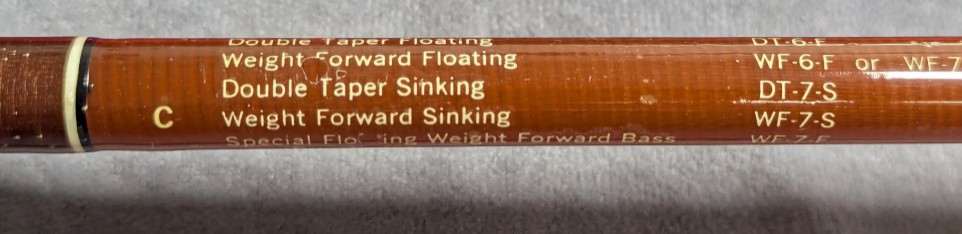 Double Taper Floating DT-6-F
Weight Forward Floating WF-6-F or WF-7
Double Taper Sinking DT-7-S
C Weight Forward Sinking WF-7-S
Special Weight Forward Bass WF-7-F